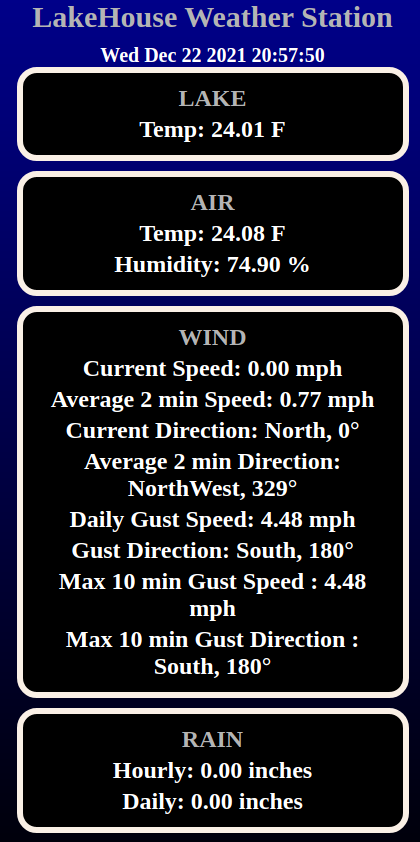 LakeHouse Weather Station
Wed Dec 22 2021 20:57:50
LAKE
Temp: 24.01 F
AIR
Temp: 24.08 F
Humidity: 74.90 %
WIND
Current Speed: 0.00 mph
Average 2 min Speed: 0.77 mph
Current Direction: North, 0°
Average 2 min Direction:
NorthWest, 329°
Daily Gust Speed: 4.48 mph
Gust Direction: South, 180°
Max 10 min Gust Speed : 4.48
mph
Max 10 min Gust Direction :
South, 180°
RAIN
Hourly: 0.00 inches
Daily: 0.00 inches